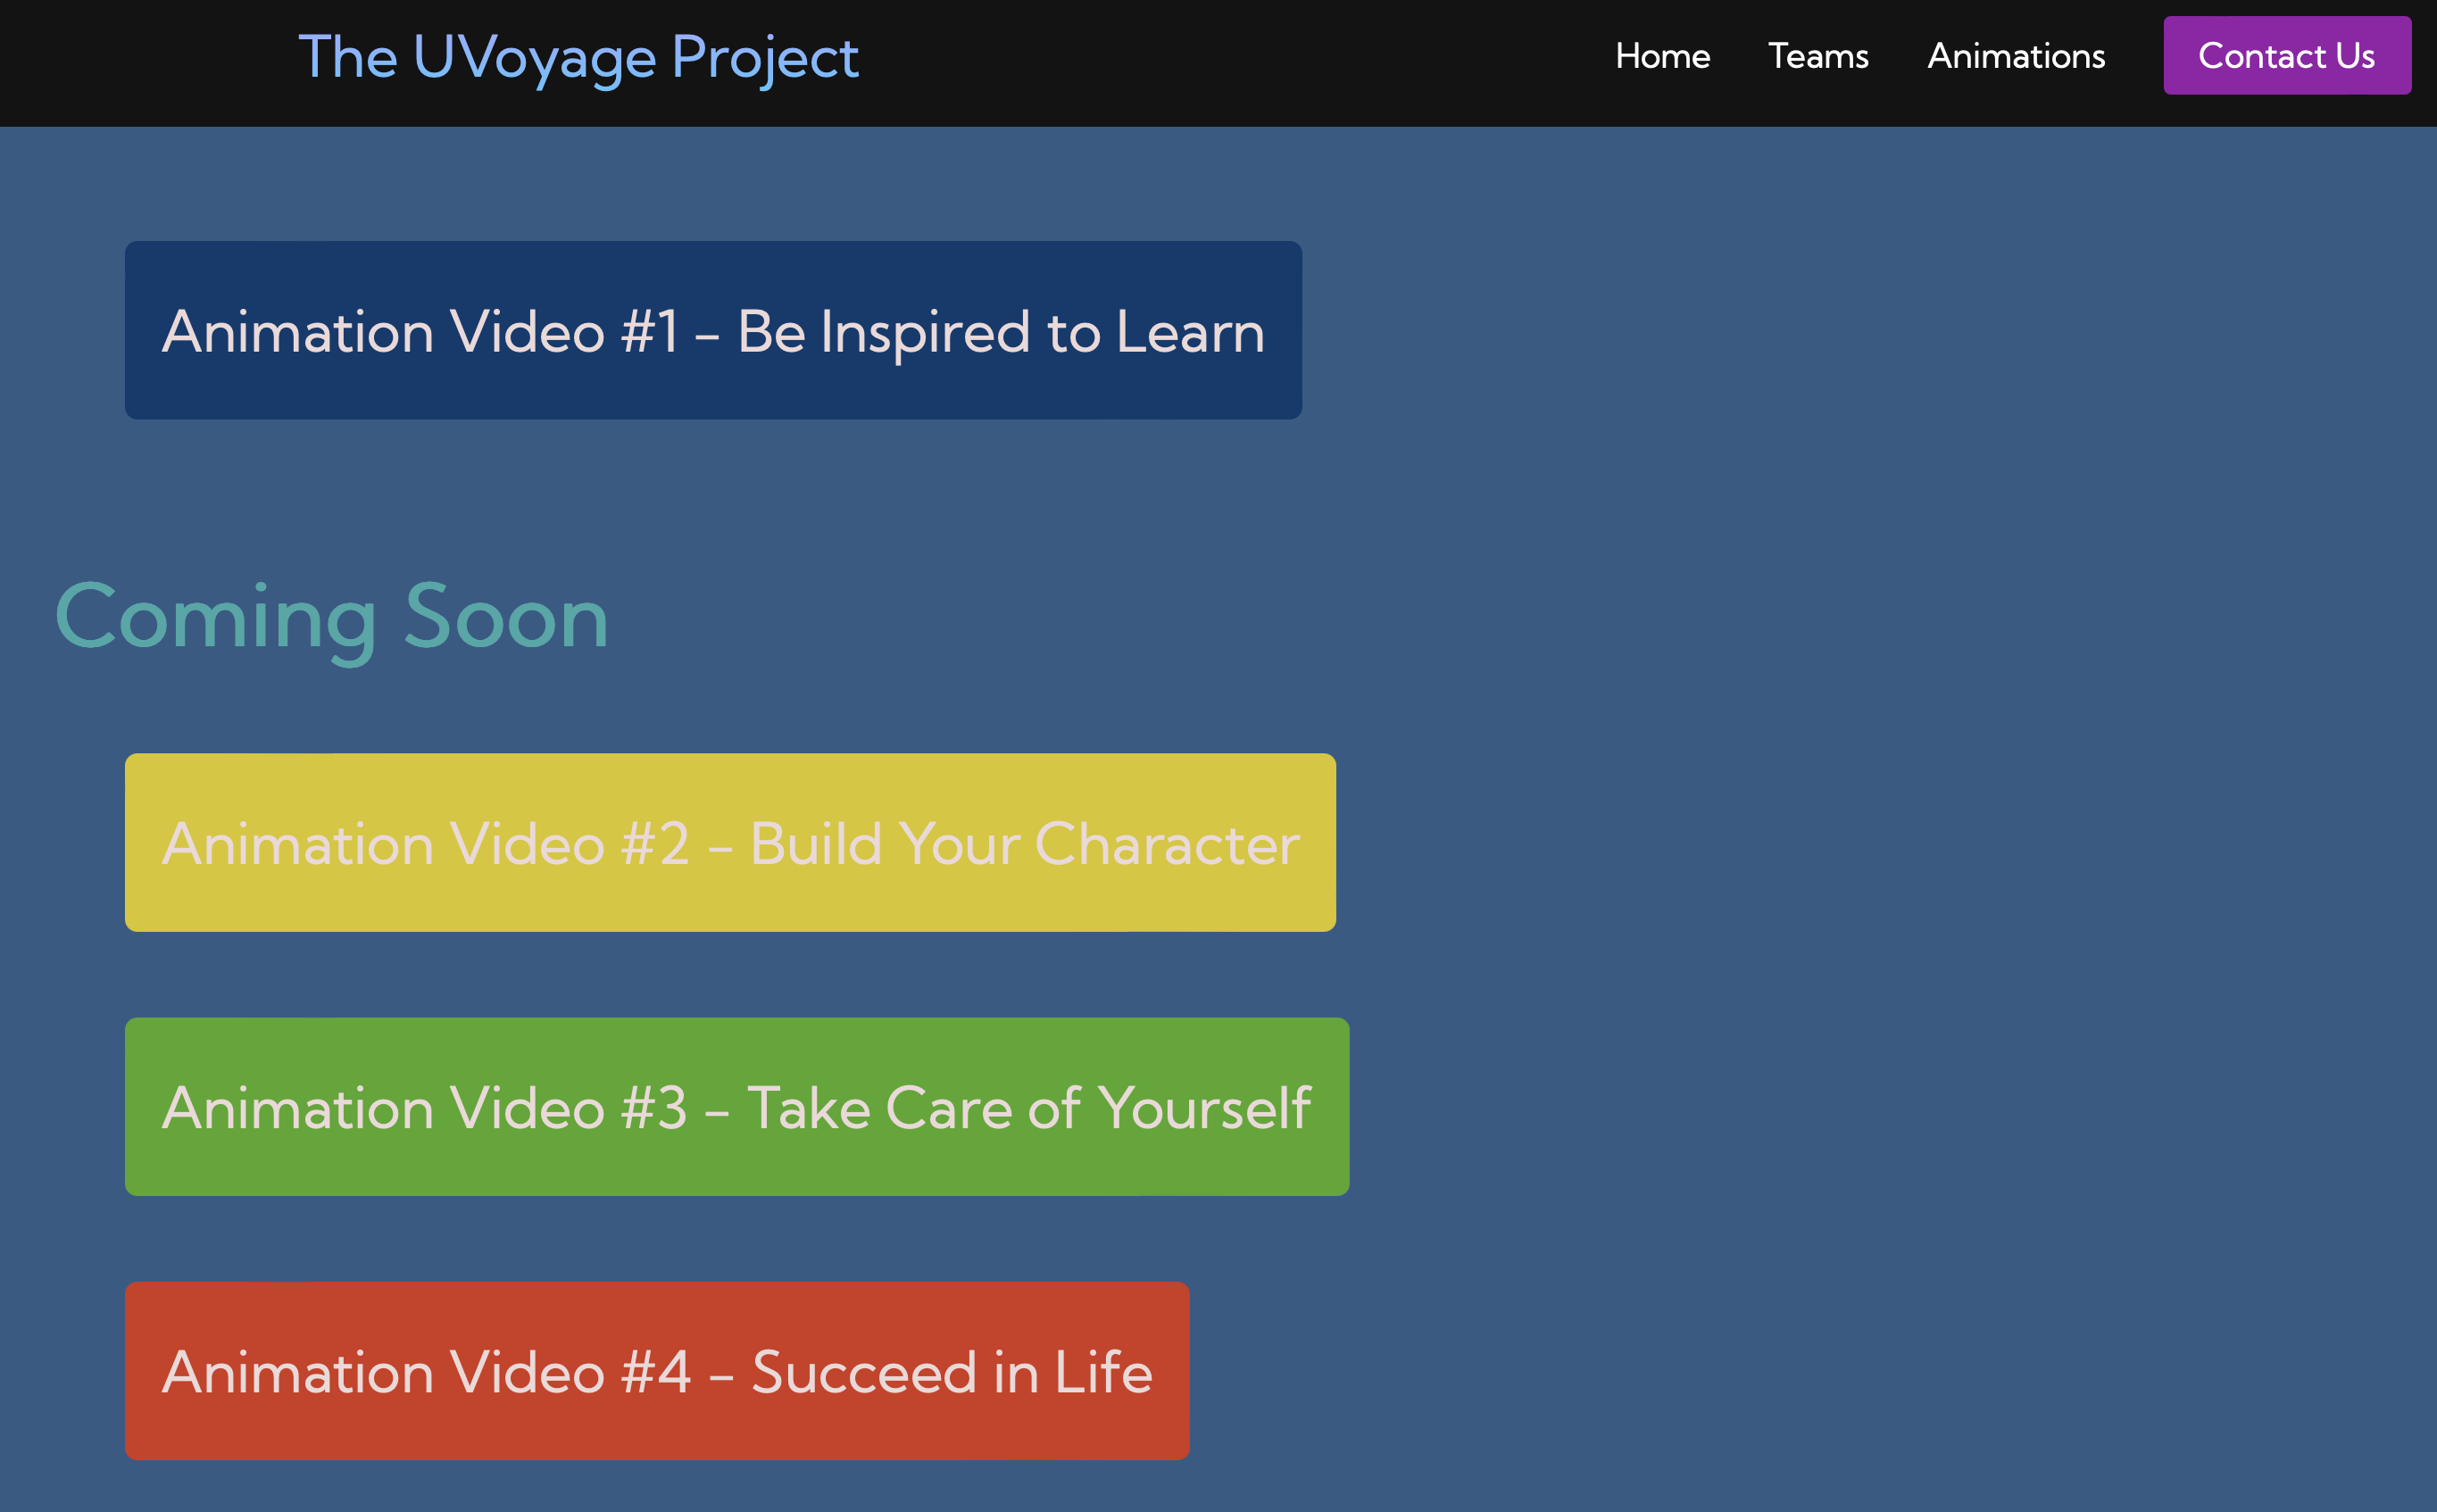 The UVoyage Project
Home Teams Animations Contact Us
Animation Video #1 – Be Inspired to Learn
Coming Soon
Animation Video #2 – Build Your Character
Animation Video #3 – Take Care of Yourself
Animation Video #4 – Succeed in Life